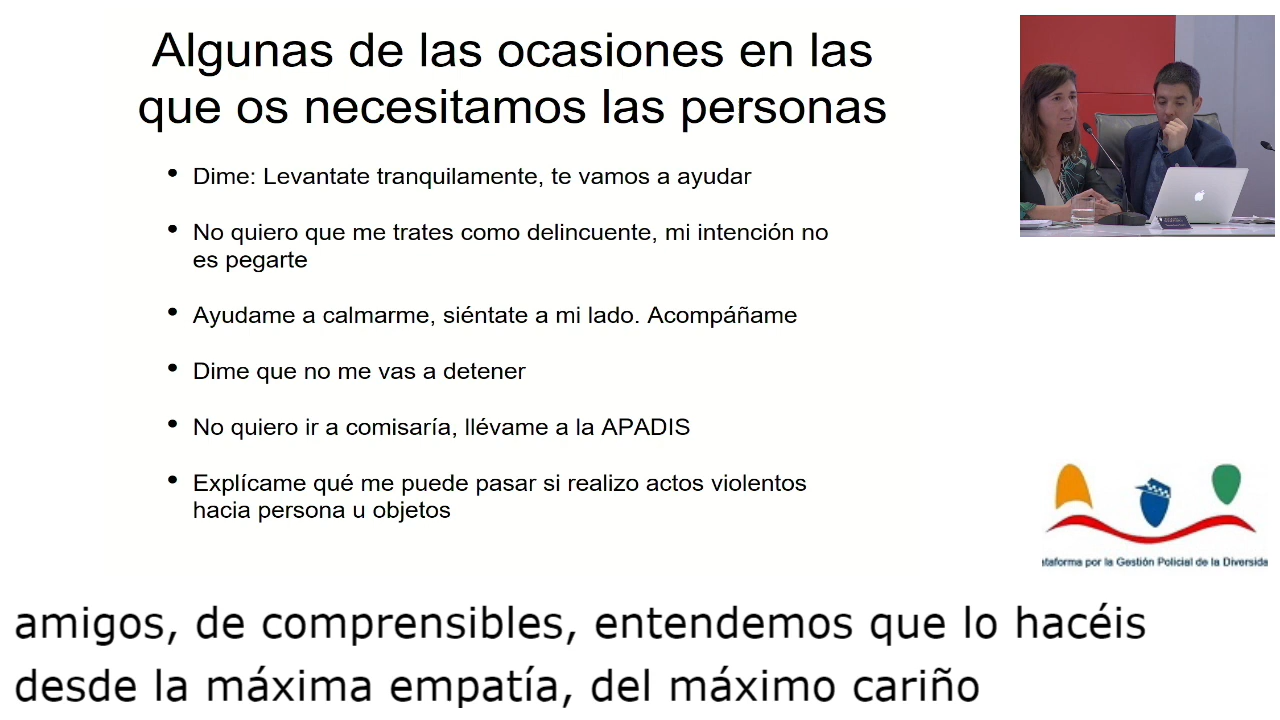 Algunas de las ocasiones en las
que os necesitamos las personas
• Dime: Levantate tranquilamente, te vamos a ayudar
• No quiero que me trates como delincuente, mi intención no
es pegarte
• Ayudame a calmarme, siéntate a mi lado. Acompáñame
• Dime que no me vas a detener
• No quiero ir a comisaría, llévame a la APADIS
• Explícame qué me puede pasar si realizo actos violentos
hacia persona u objetos
ataforma por la Gestión Policial de la Diversida
amigos, de comprensibles, entendemos que lo hacéis
desde la máxima empatía, del máximo cariño